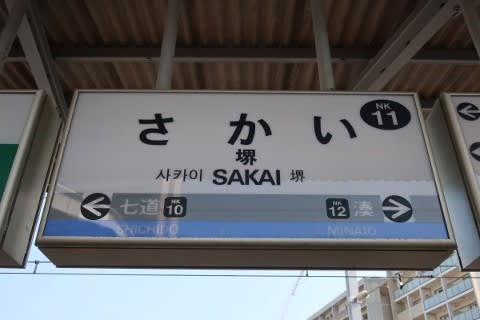 さかい
NK
11
堺
사카이 SAKAI 堺
七道 NK 10
NK 12 湊
SHICHIDO MINATO